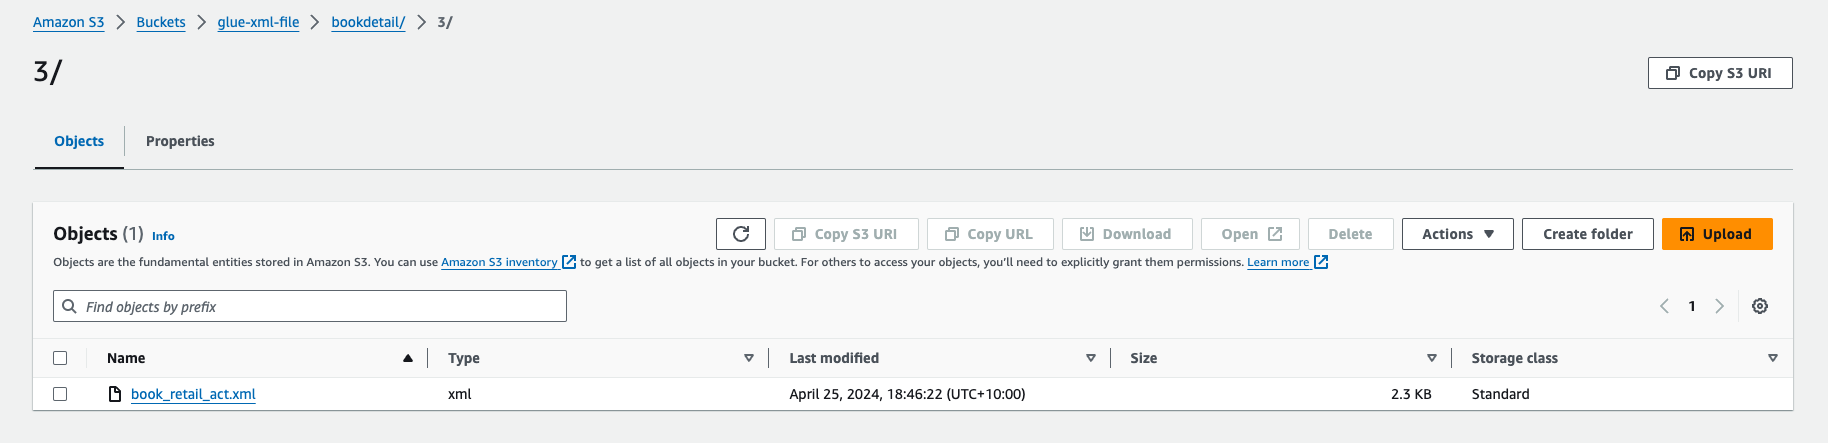 Amazon S3 > Buckets > glue-xml-file > bookdetail/ > 3/
3/
Copy S3 URI
Objects Properties
Objects (1) Info
Copy S3 URI Copy URL Download Open Delete Actions Create folder Upload
Objects are the fundamental entities stored in Amazon S3. You can use Amazon S3 inventory to get a list of all objects in your bucket. For others to access your objects, you'll need to explicitly grant them permissions. Learn more
Find objects by prefix
1
Name Type Last modified Size Storage class
book_retail_act.xml xml April 25, 2024, 18:46:22 (UTC+10:00) 2.3 KB Standard